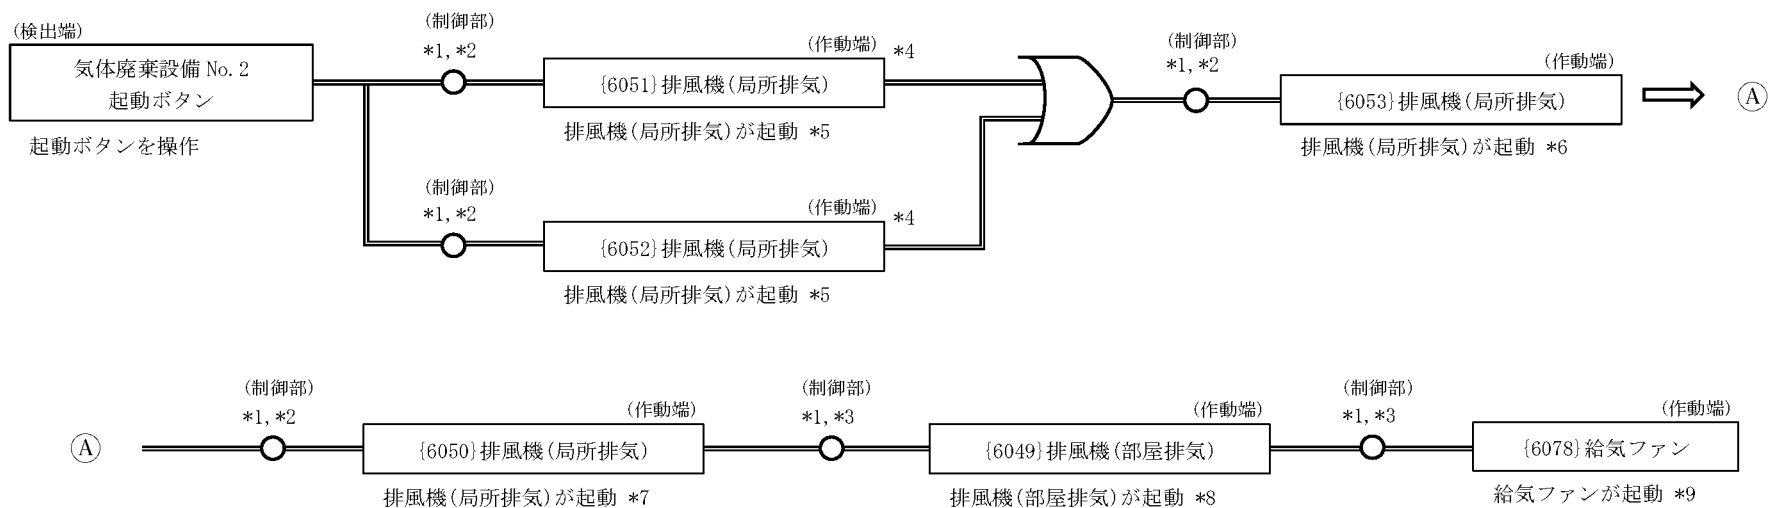 (検出端)
気体廃棄設備 No. 2
起動ボタン
起動ボタンを操作
(制御部)
*1, *2
(作動端)
*4
{6051}排風機(局所排気)
排風機(局所排気)が起動 *5
(制御部)
*1, *2
(作動端)
*4
{6052}排風機(局所排気)
排風機(局所排気)が起動 *5
(制御部)
*1, *2
(作動端)
{6053}排風機(局所排気)
排風機(局所排気)が起動 *6
Ⓐ
Ⓐ
(制御部)
*1, *2
(作動端)
{6050}排風機(局所排気)
排風機(局所排気)が起動 *7
(制御部)
*1, *3
(作動端)
{6049}排風機(部屋排気)
排風機(部屋排気)が起動 *8
(制御部)
*1, *3
(作動端)
{6078}給気ファン
給気ファンが起動 *9